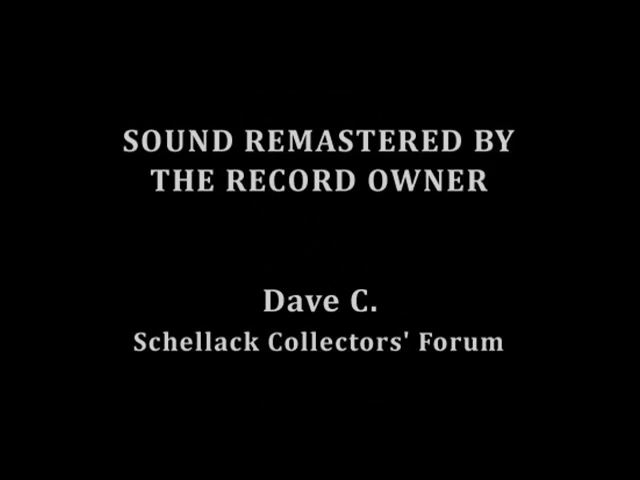 SOUND REMASTERED BY
THE RECORD OWNER
Dave C.
Schellack Collectors' Forum